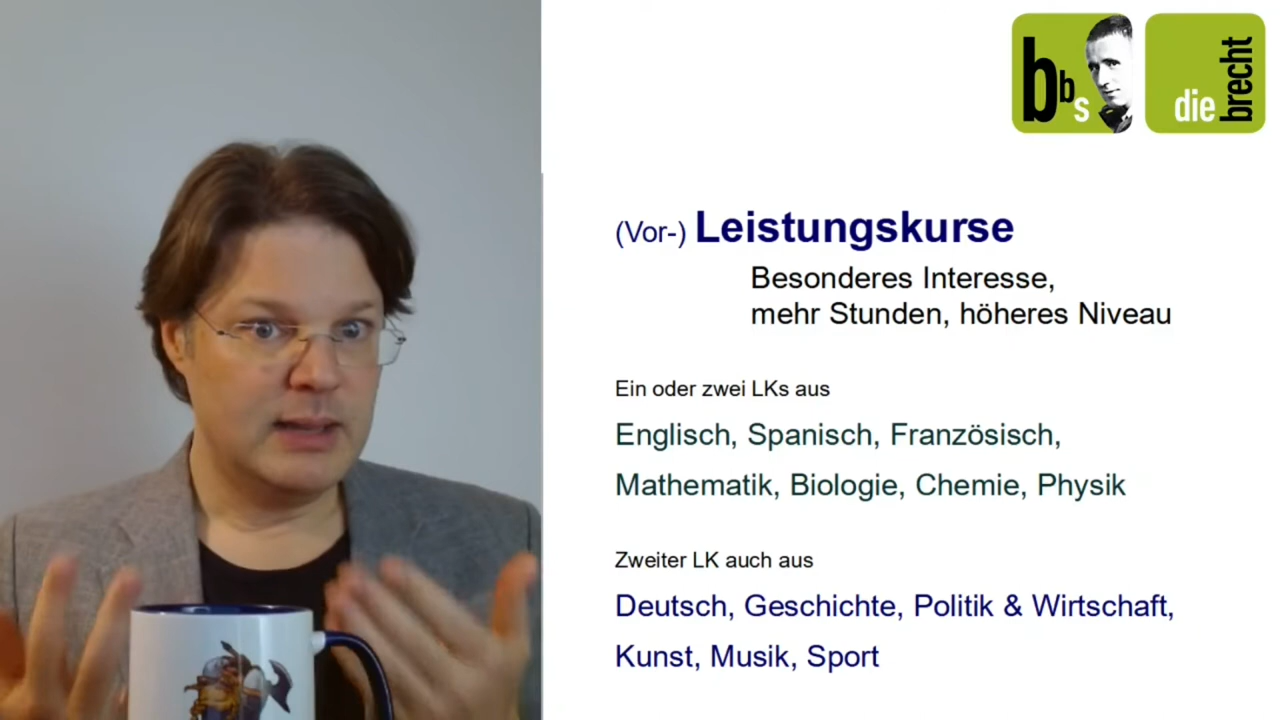 bbs
die brecht
(Vor-) Leistungskurse
Besonderes Interesse,
mehr Stunden, höheres Niveau
Ein oder zwei LKs aus
Englisch, Spanisch, Französisch,
Mathematik, Biologie, Chemie, Physik
Zweiter LK auch aus
Deutsch, Geschichte, Politik & Wirtschaft,
Kunst, Musik, Sport